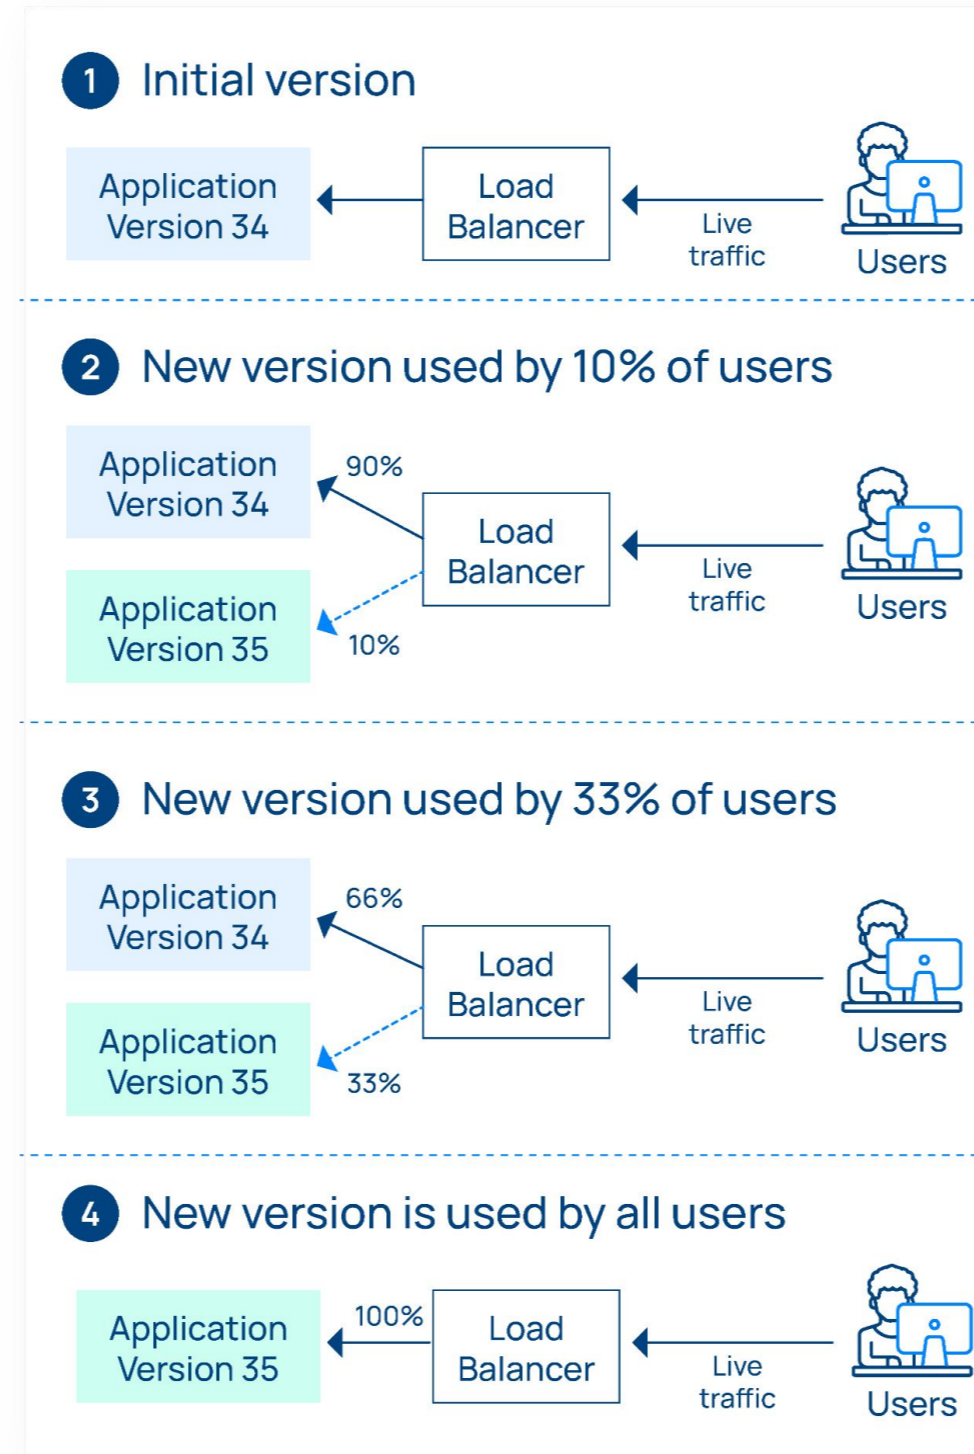 1 Initial version
Application
Version 34
Load
Balancer
Live
traffic
Users
2 New version used by 10% of users
Application
Version 34
90%
Application
Version 35
10%
Load
Balancer
Live
traffic
Users
3 New version used by 33% of users
Application
Version 34
66%
Application
Version 35
33%
Load
Balancer
Live
traffic
Users
4 New version is used by all users
Application
Version 35
100%
Load
Balancer
Live
traffic
Users